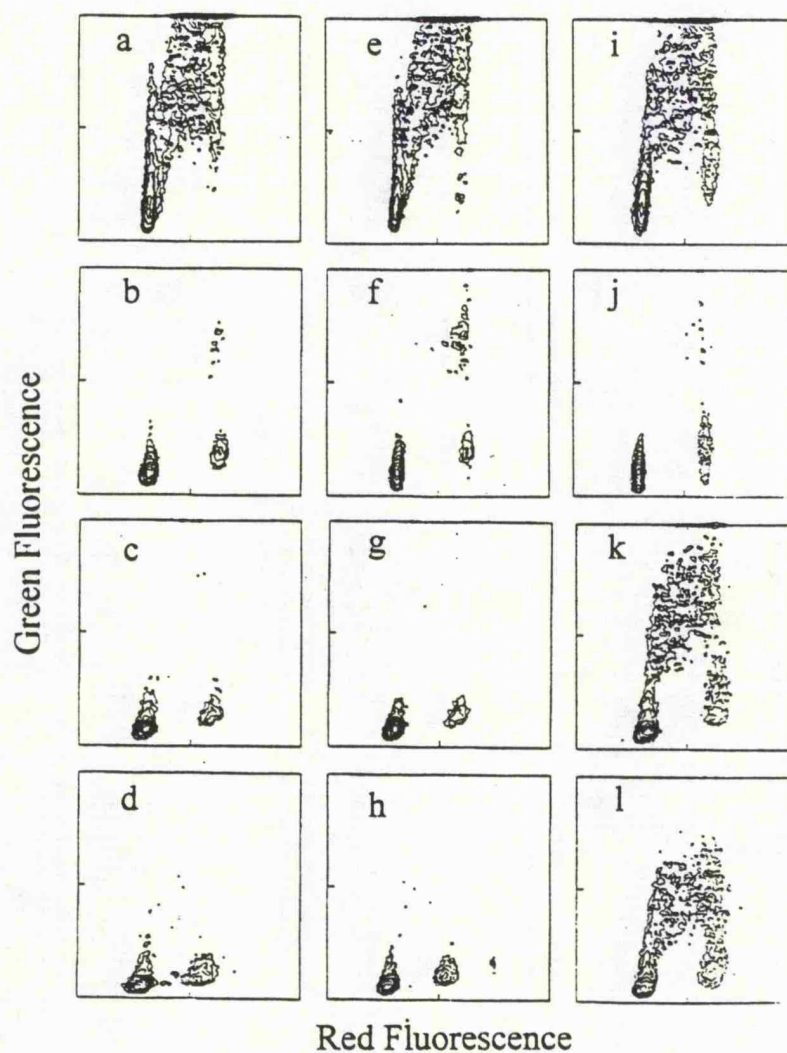 a e i
b f j
c g k
d h l
Green Fluorescence
Red Fluorescence